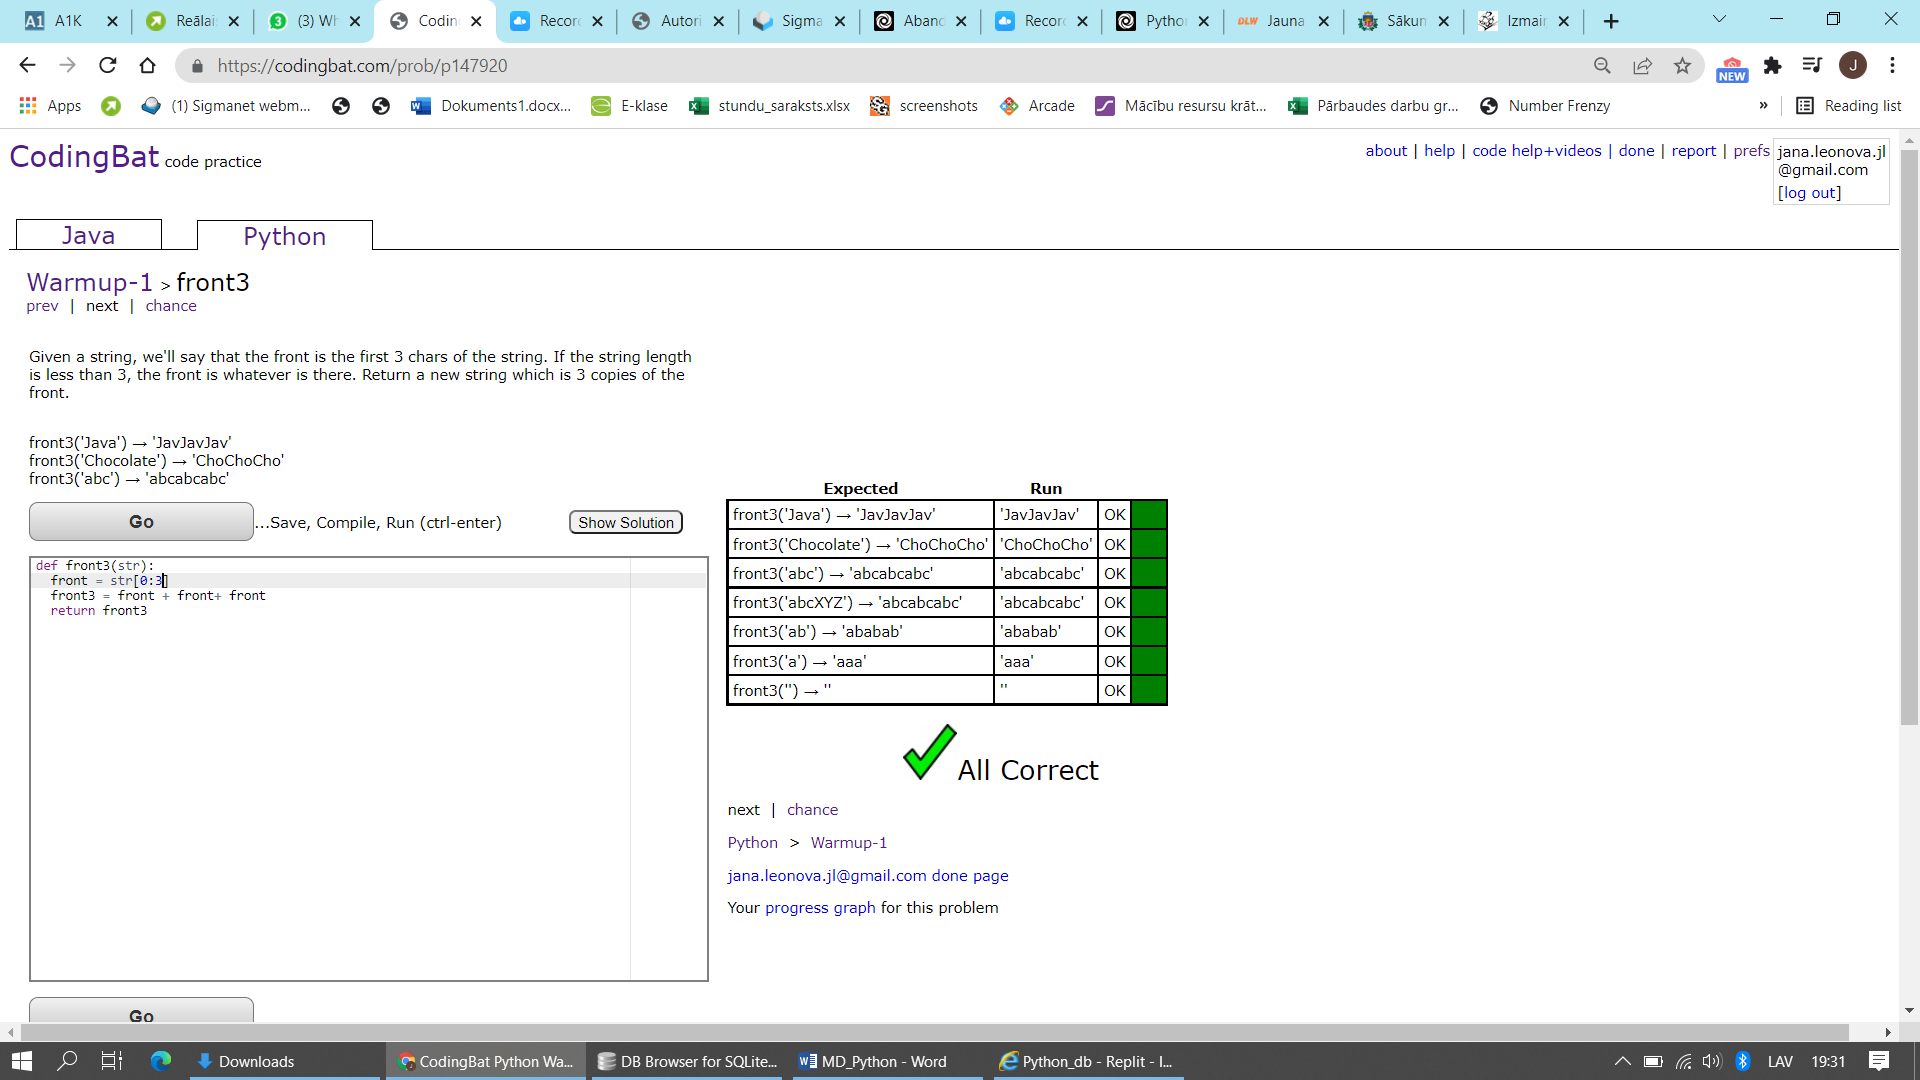 A1K
Reālai
(3) Wh
Codin
Record
Autori
Sigma
Aband
Record
Python
DLW Jauna
Sākun
Izmain
https://codingbat.com/prob/p147920
NEW
J
Apps
(1) Sigmanet webm...
Dokuments1.docx...
E-klase
stundu_saraksts.xlsx
screenshots
Arcade
Mācību resursu krāt...
Pārbaudes darbu gr...
Number Frenzy
»
Reading list
CodingBat code practice
about | help | code help+videos | done | report | prefs
jana.leonova.jl
@gmail.com
[log out]
Java
Python
Warmup-1 > front3
prev | next | chance
Given a string, we'll say that the front is the first 3 chars of the string. If the string length
is less than 3, the front is whatever is there. Return a new string which is 3 copies of the
front.
front3('Java') → 'JavJavJav'
front3('Chocolate') → 'ChoChoCho'
front3('abc') → 'abcabcabc'
Go ...Save, Compile, Run (ctrl-enter) Show Solution
def front3(str):
front = str[0:3]
front3 = front + front+ front
return front3
Go
Expected Run
front3('Java') → 'JavJavJav' 'JavJavJav' OK
front3('Chocolate') → 'ChoChoCho' 'ChoChoCho' OK
front3('abc') → 'abcabcabc' 'abcabcabc' OK
front3('abcXYZ') → 'abcabcabc' 'abcabcabc' OK
front3('ab') → 'ababab' 'ababab' OK
front3('a') → 'aaa' 'aaa' OK
front3('') → '' '' OK
All Correct
next | chance
Python > Warmup-1
jana.leonova.jl@gmail.com done page
Your progress graph for this problem
Downloads
CodingBat Python Wa...
DB Browser for SQLite...
MD_Python - Word
Python_db - Replit - I...
LAV
19:31